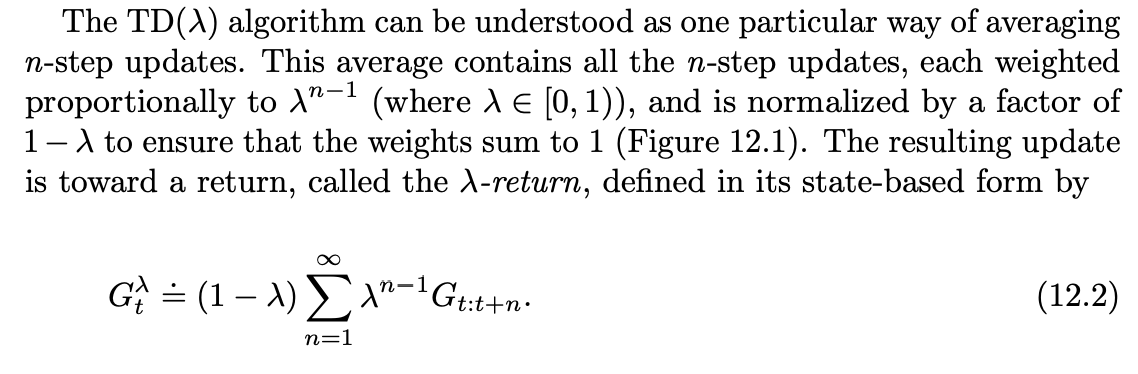 The TD(λ) algorithm can be understood as one particular way of averaging
n-step updates. This average contains all the n-step updates, each weighted
proportionally to λ^{n−1} (where λ ∈ [0, 1)), and is normalized by a factor of
1 − λ to ensure that the weights sum to 1 (Figure 12.1). The resulting update
is toward a return, called the λ-return, defined in its state-based form by
G_t^λ ≐ (1 − λ) ∑_{n=1}^{∞} λ^{n−1} G_{t:t+n}. (12.2)